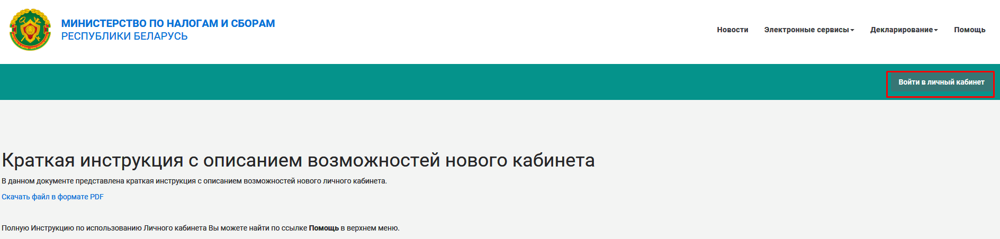 МИНИСТЕРСТВО ПО НАЛОГАМ И СБОРАМ
РЕСПУБЛИКИ БЕЛАРУСЬ
Новости
Электронные сервисы
Декларирование
Помощь
Войти в личный кабинет
Краткая инструкция с описанием возможностей нового кабинета
В данном документе представлена краткая инструкция с описанием возможностей нового личного кабинета.
Скачать файл в формате PDF
Полную Инструкцию по использованию Личного кабинета Вы можете найти по ссылке Помощь в верхнем меню.